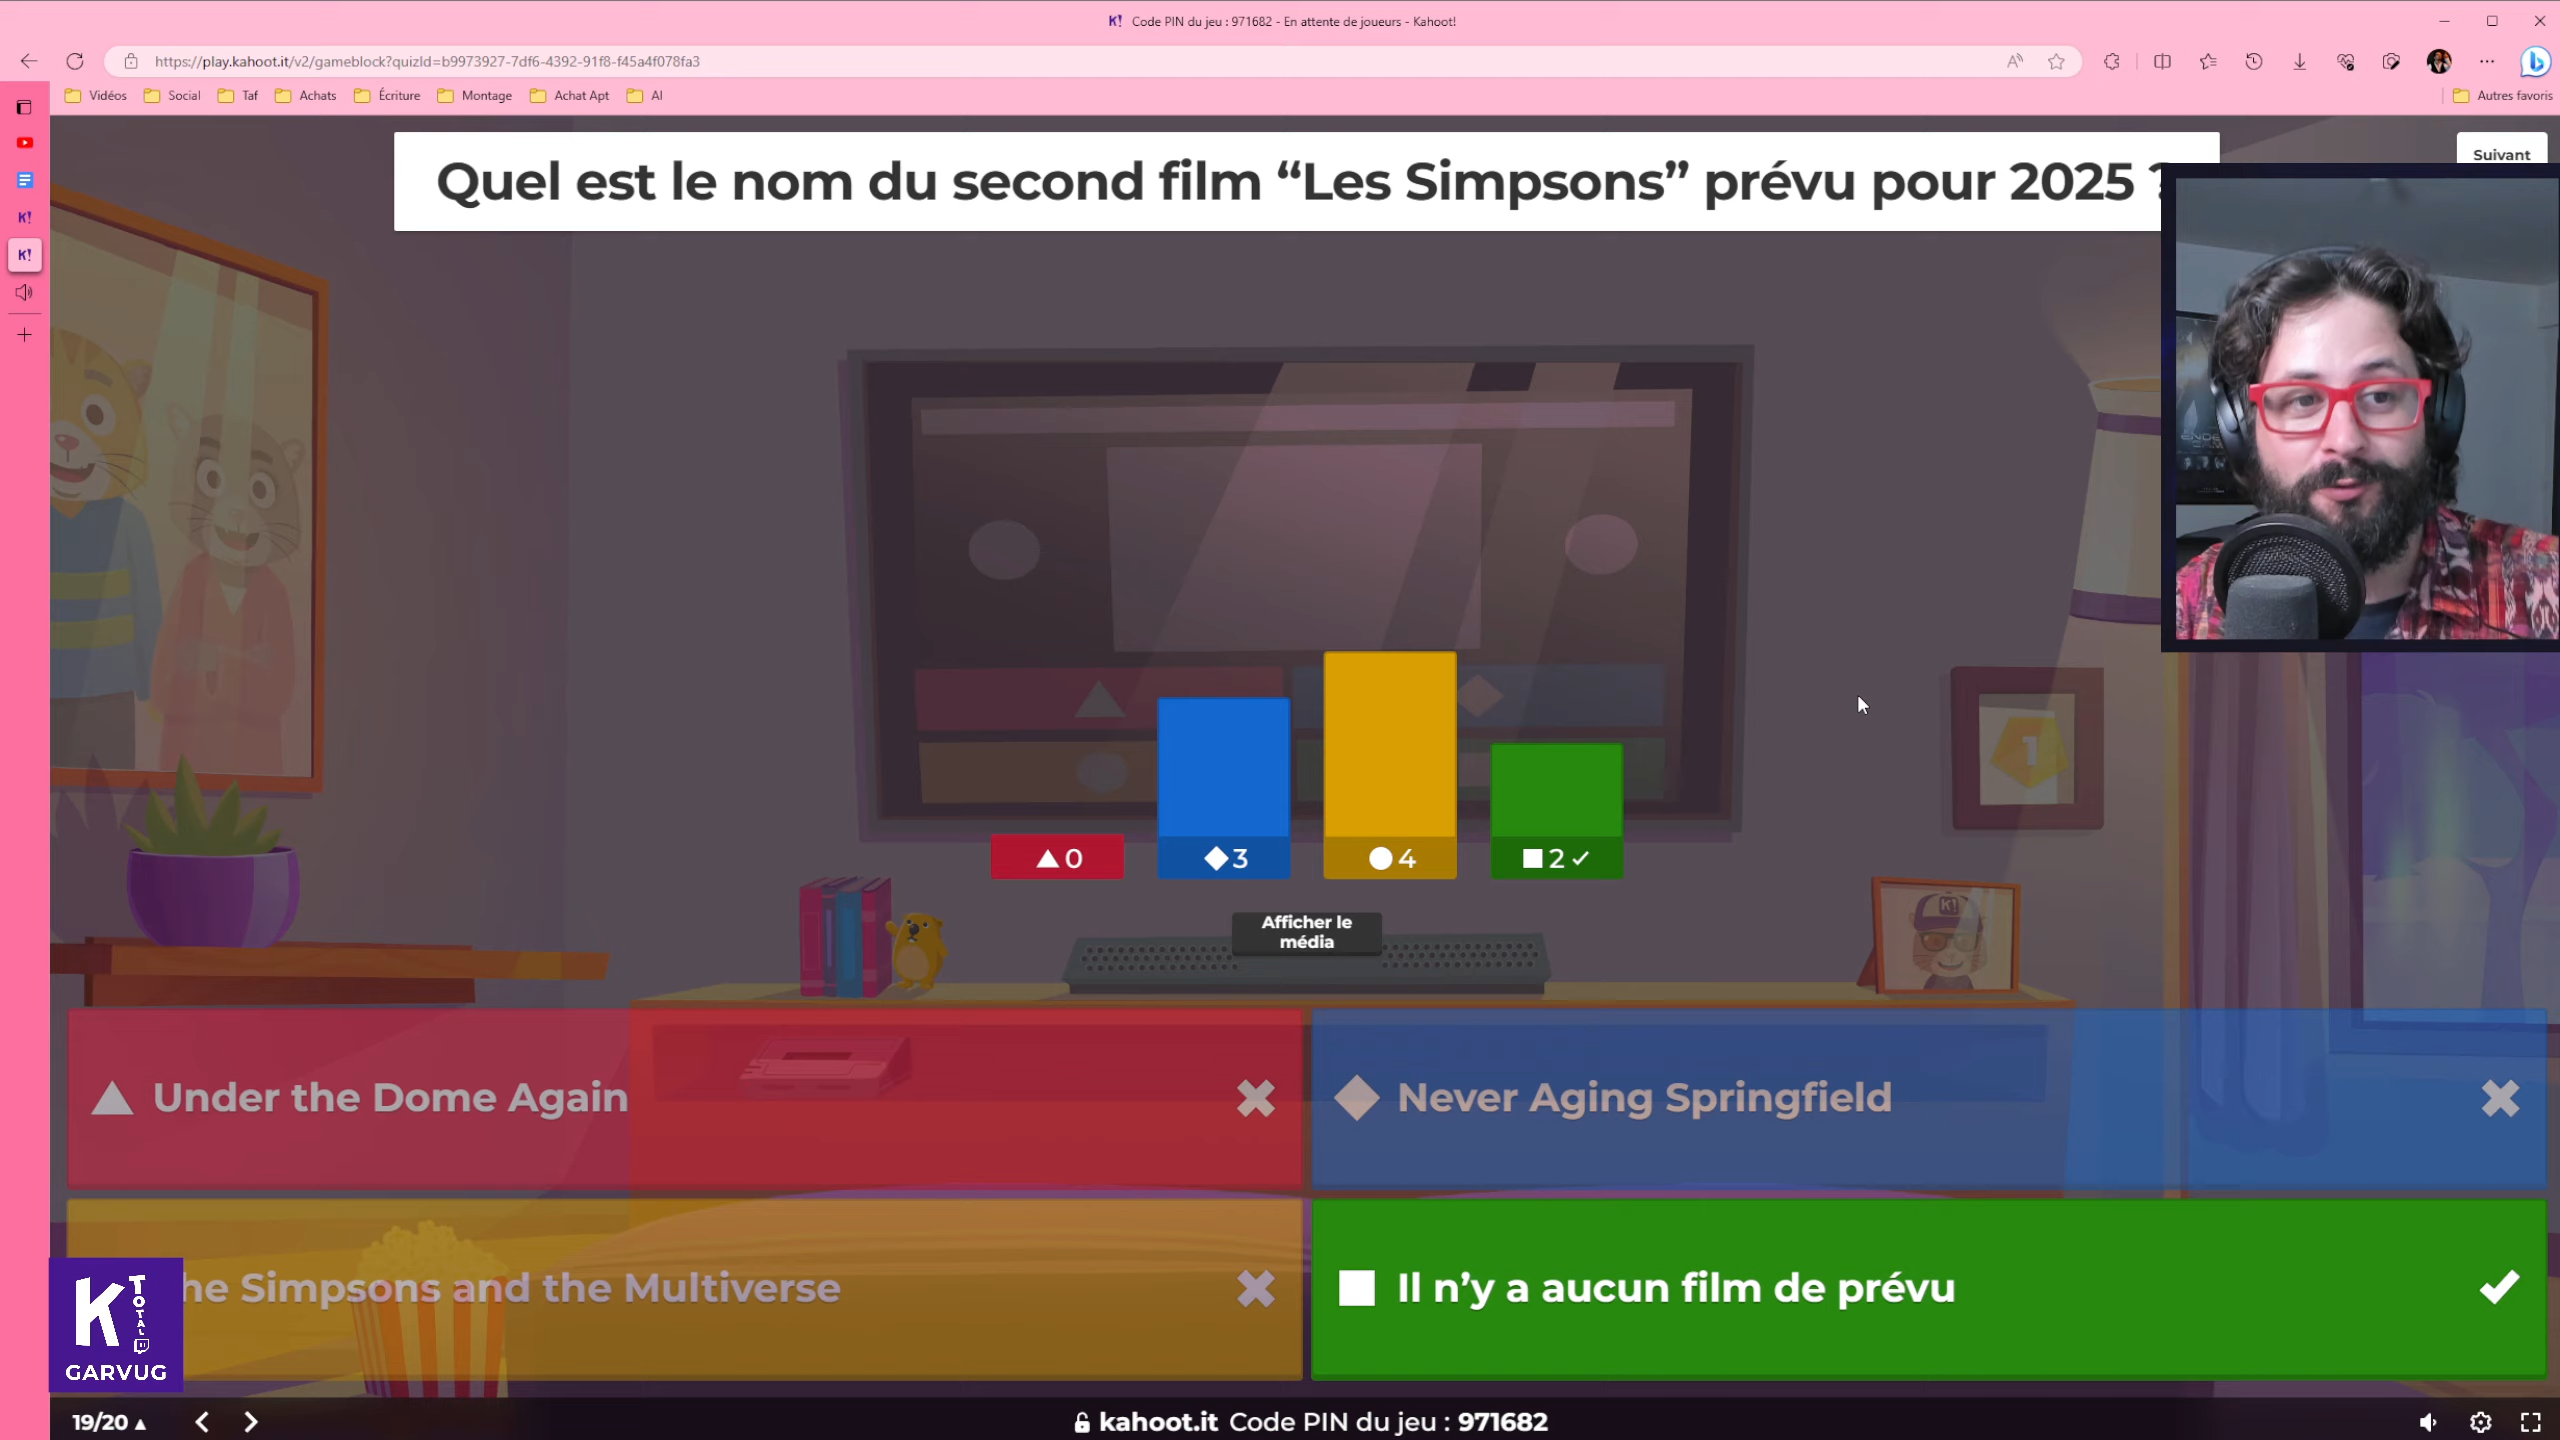 Code PIN du jeu : 971682 - En attente de joueurs - Kahoot!
https://play.kahoot.it/v2/gameblock?quizId=b9973927-7df6-4392-91f8-f45a4f078fa3
Vidéos Social Taf Achats Écriture Montage Achat Apt AI Autres favoris
Quel est le nom du second film “Les Simpsons” prévu pour 2025 ?
Suivant
K!
K!
1
0 3 4 2
Afficher le
média
K!
Under the Dome Again
Never Aging Springfield
he Simpsons and the Multiverse
Il n’y a aucun film de prévu
K TOTAL
GARVUG
19/20
kahoot.it Code PIN du jeu : 971682